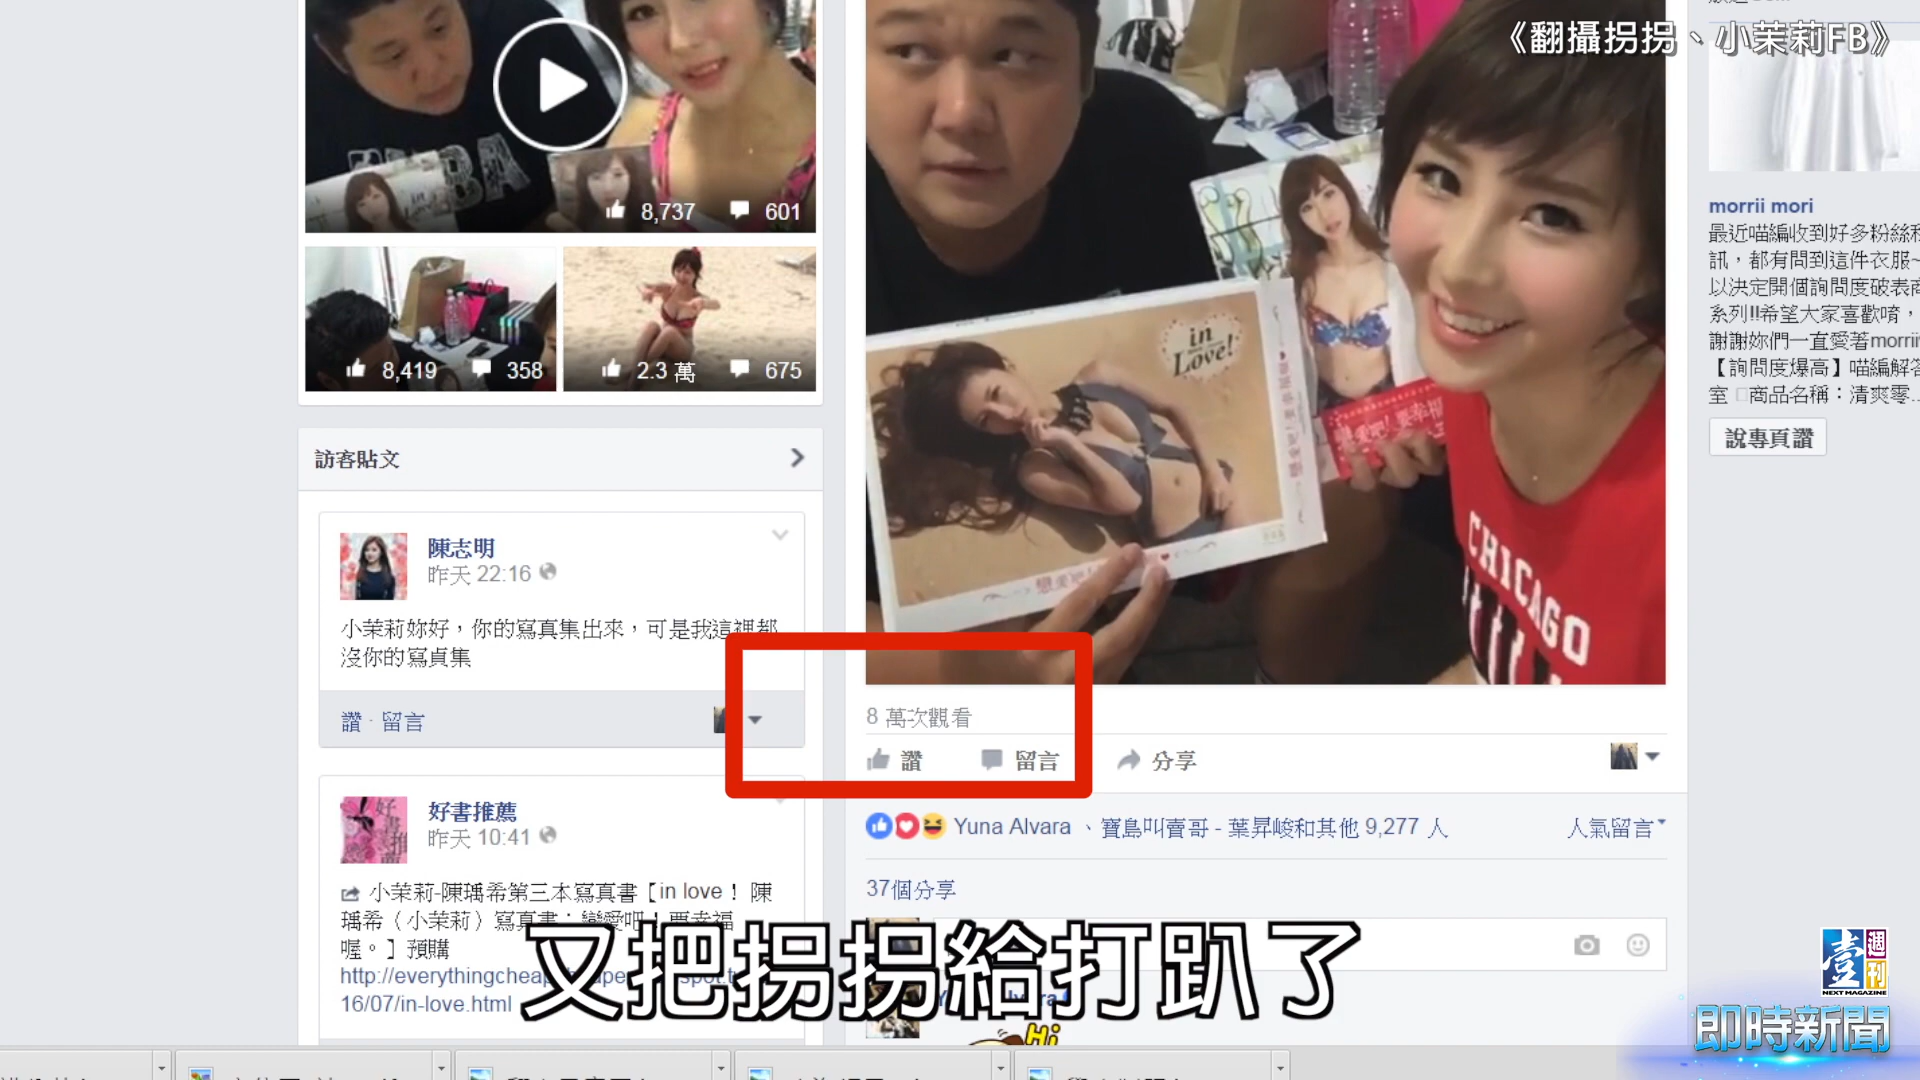 《翻攝拐拐、小茉莉FB》
8,737 601
8,419 358
2.3 萬 675
in Love!
CHICAGO
morrii mori
最近喵編收到好多粉絲
訊，都有問到這件衣服~
以決定開個詢問度破表
系列!!希望大家喜歡唷，
謝謝妳們一直愛著morrii
【詢問度爆高】喵編解
室 商品名稱：清爽零...
說專頁讚
訪客貼文
陳志明
昨天 22:16
小茉莉妳好，你的寫真集出來，可是我這裡都
沒你的寫貞集
讚 · 留言
8 萬次觀看
讚 留言 分享
好書推薦
昨天 10:41
Yuna Alvara 、寶島叫賣哥 - 葉昇峻和其他 9,277 人
人氣留言
37個分享
小茉莉-陳瑀希第三本寫真書【in love！ 陳
瑀希（小茉莉）寫真書：戀愛吧！要幸福
喔。】預購
16/07/in-love.html
又把拐拐給打趴了
Hi
壹週刊
NEXT MAGAZINE
即時新聞